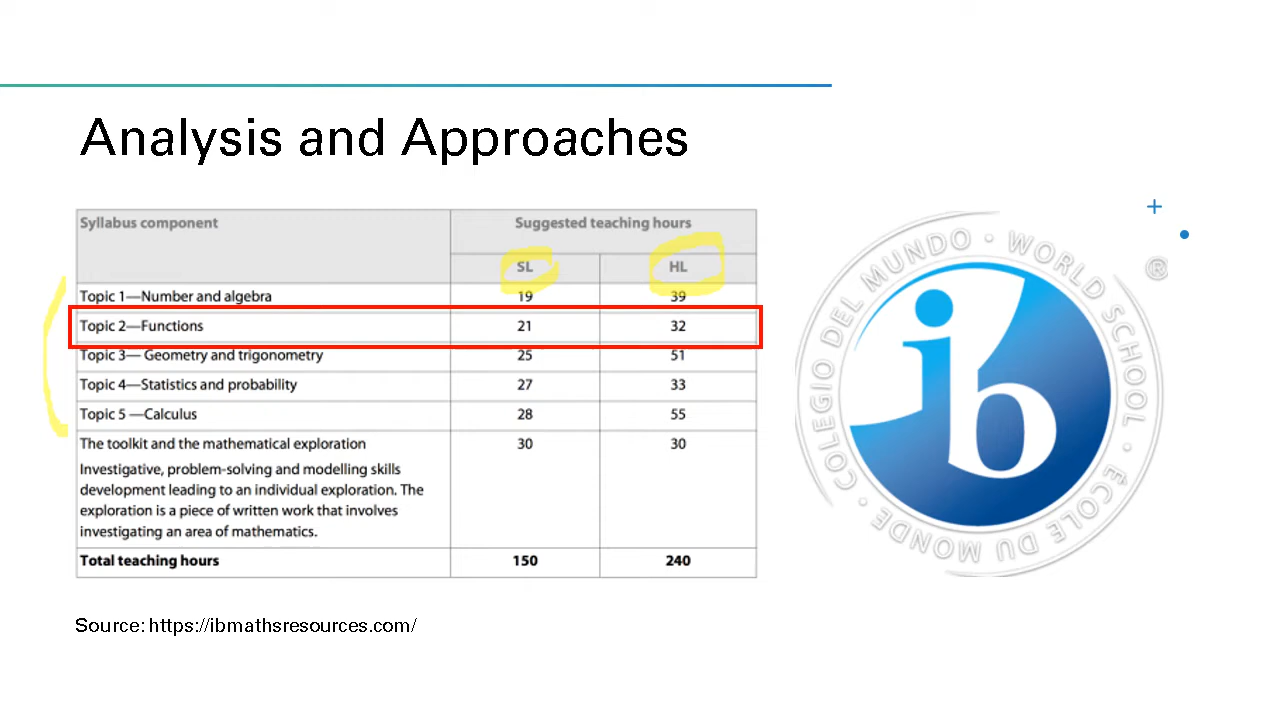 Analysis and Approaches
Syllabus component Suggested teaching hours
SL HL
Topic 1—Number and algebra 19 39
Topic 2—Functions 21 32
Topic 3— Geometry and trigonometry 25 51
Topic 4—Statistics and probability 27 33
Topic 5 —Calculus 28 55
The toolkit and the mathematical exploration 30 30
Investigative, problem-solving and modelling skills
development leading to an individual exploration. The
exploration is a piece of written work that involves
investigating an area of mathematics.
Total teaching hours 150 240
Source: https://ibmathsresources.com/
COLEGIO DEL MUNDO • WORLD SCHOOL • ÉCOLE DU MONDE •
®
ib